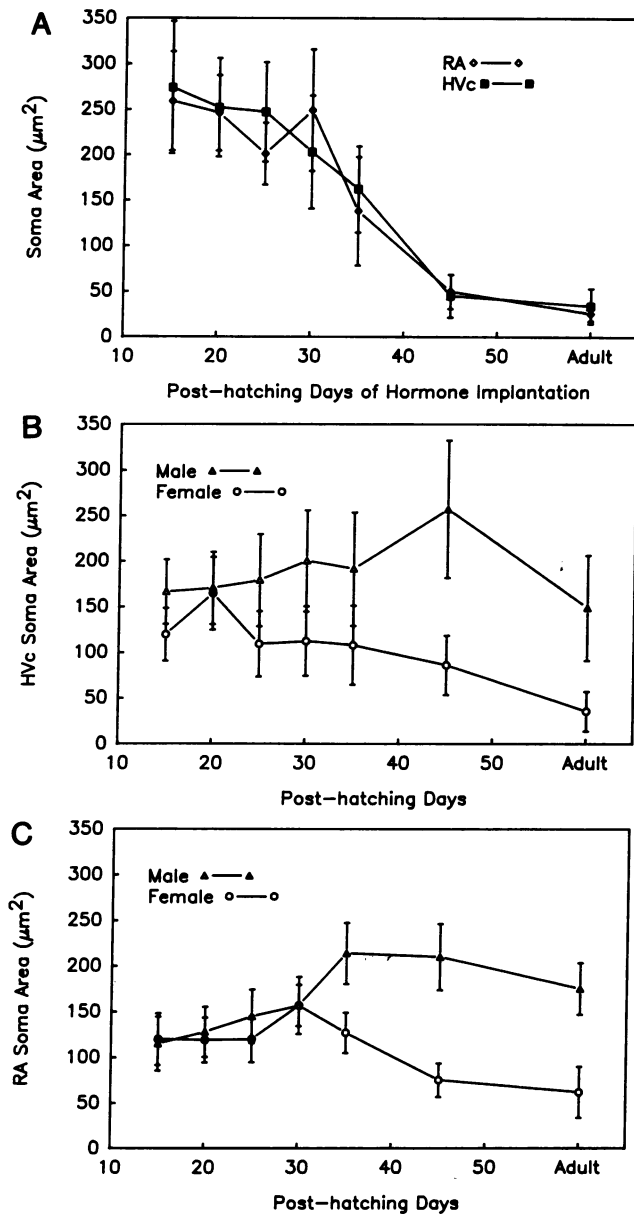 A
350
300
250
200
150
100
50
0
Soma Area (μm²)
RA
HVc
10 20 30 40 50 Adult
Post-hatching Days of Hormone Implantation
B
350
300
250
200
150
100
50
0
HVc Soma Area (μm²)
Male
Female
10 20 30 40 50 Adult
Post-hatching Days
C
350
300
250
200
150
100
50
0
RA Soma Area (μm²)
Male
Female
10 20 30 40 50 Adult
Post-hatching Days